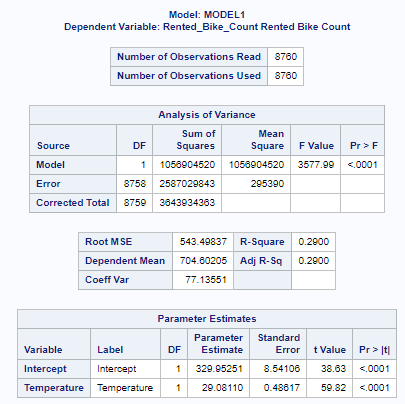 Model: MODEL1
Dependent Variable: Rented_Bike_Count Rented Bike Count
Number of Observations Read 8760
Number of Observations Used 8760
Analysis of Variance
Source DF Sum of Squares Mean Square F Value Pr > F
Model 1 1056904520 1056904520 3577.99 <.0001
Error 8758 2587029843 295390
Corrected Total 8759 3643934363
Root MSE 543.49837 R-Square 0.2900
Dependent Mean 704.60205 Adj R-Sq 0.2900
Coeff Var 77.13551
Parameter Estimates
Variable Label DF Parameter Estimate Standard Error t Value Pr > |t|
Intercept Intercept 1 329.95251 8.54106 38.63 <.0001
Temperature Temperature 1 29.08110 0.48617 59.82 <.0001